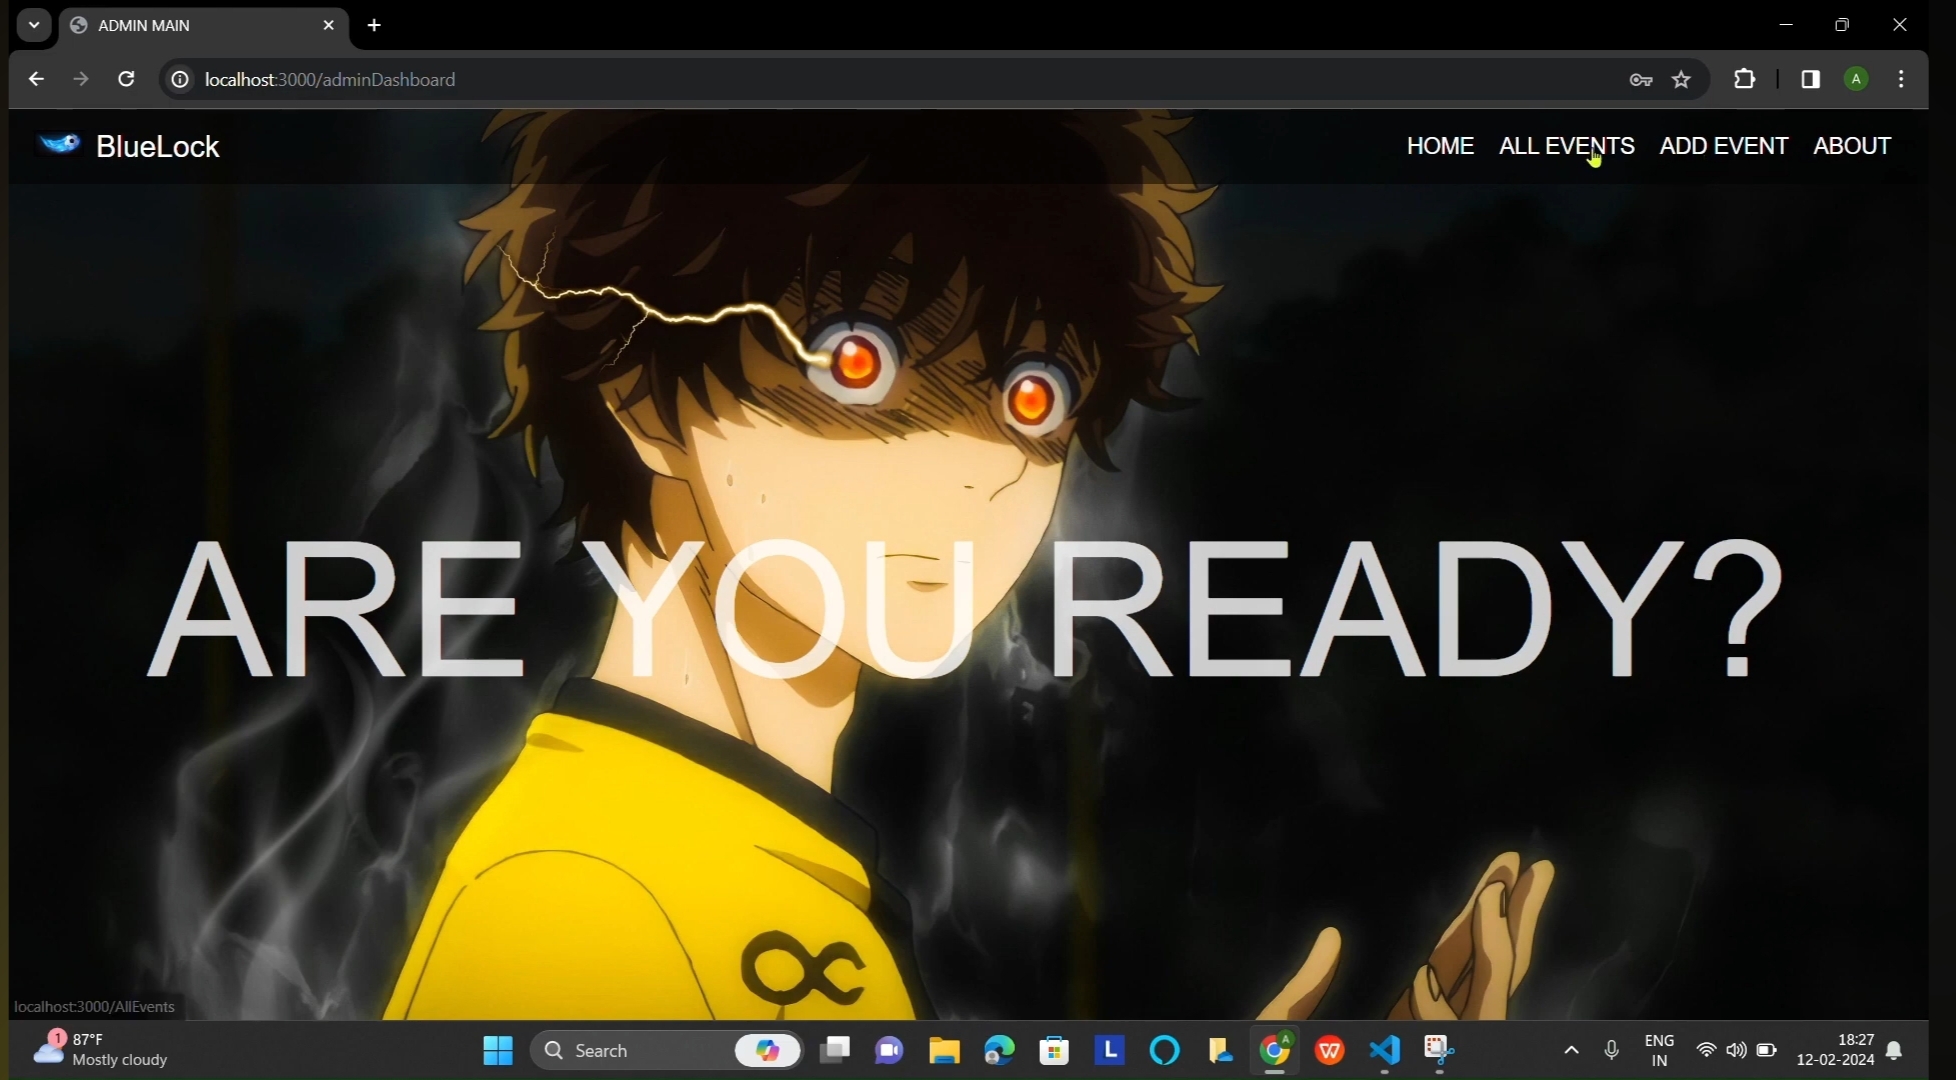 ADMIN MAIN
localhost:3000/adminDashboard
A
BlueLock
HOME ALL EVENTS ADD EVENT ABOUT
ARE YOU READY?
localhost:3000/AllEvents
1
87°F
Mostly cloudy
Search
L
A
W
ENG
IN
18:27
12-02-2024